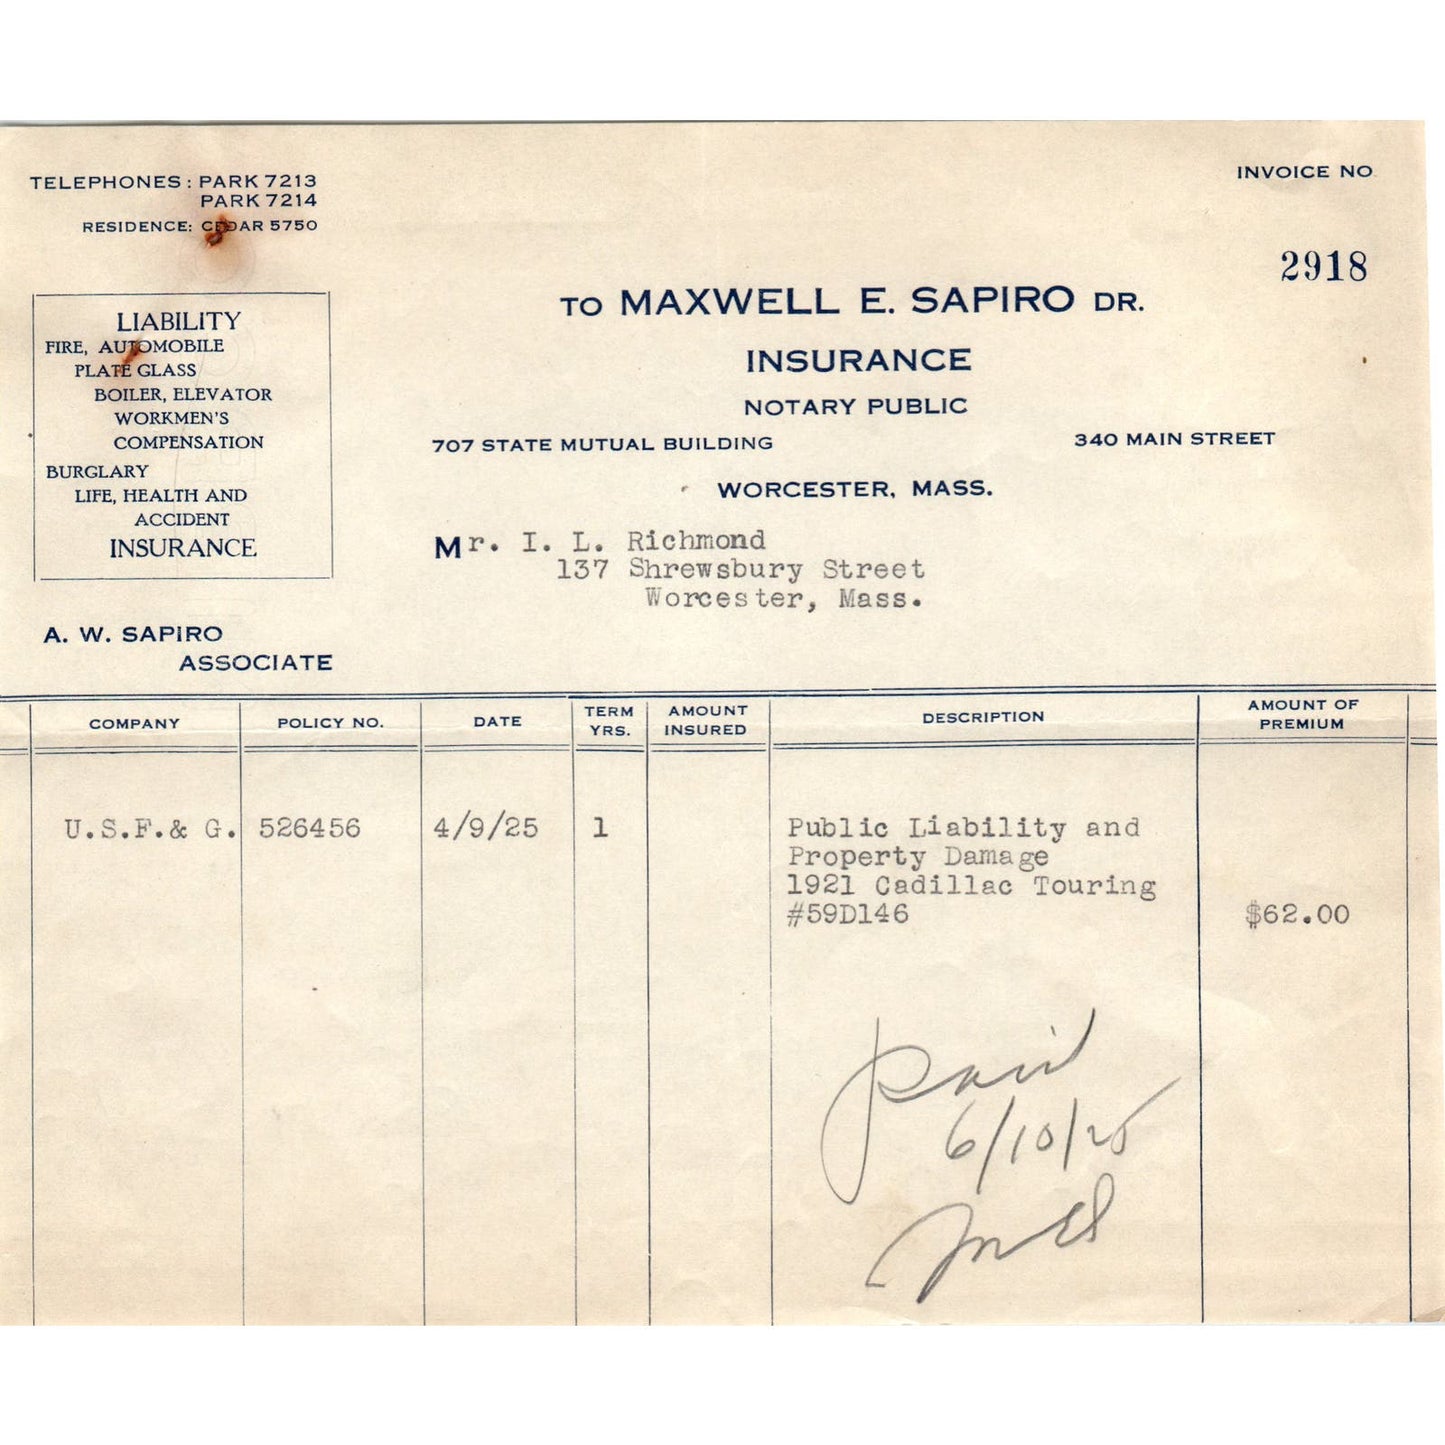 TELEPHONES: PARK 7213
PARK 7214
RESIDENCE: CEDAR 5750
INVOICE NO
2918
LIABILITY
FIRE, AUTOMOBILE
PLATE GLASS
BOILER, ELEVATOR
WORKMEN'S
COMPENSATION
BURGLARY
LIFE, HEALTH AND
ACCIDENT
INSURANCE
TO MAXWELL E. SAPIRO DR.
INSURANCE
NOTARY PUBLIC
707 STATE MUTUAL BUILDING 340 MAIN STREET
WORCESTER, MASS.
Mr. I. L. Richmond
137 Shrewsbury Street
Worcester, Mass.
A. W. SAPIRO
ASSOCIATE
COMPANY POLICY NO. DATE TERM YRS. AMOUNT INSURED DESCRIPTION AMOUNT OF PREMIUM
U.S.F.& G. 526456 4/9/25 1 Public Liability and
Property Damage
1921 Cadillac Touring
#59D146 $62.00
Paid
6/10/25
MES